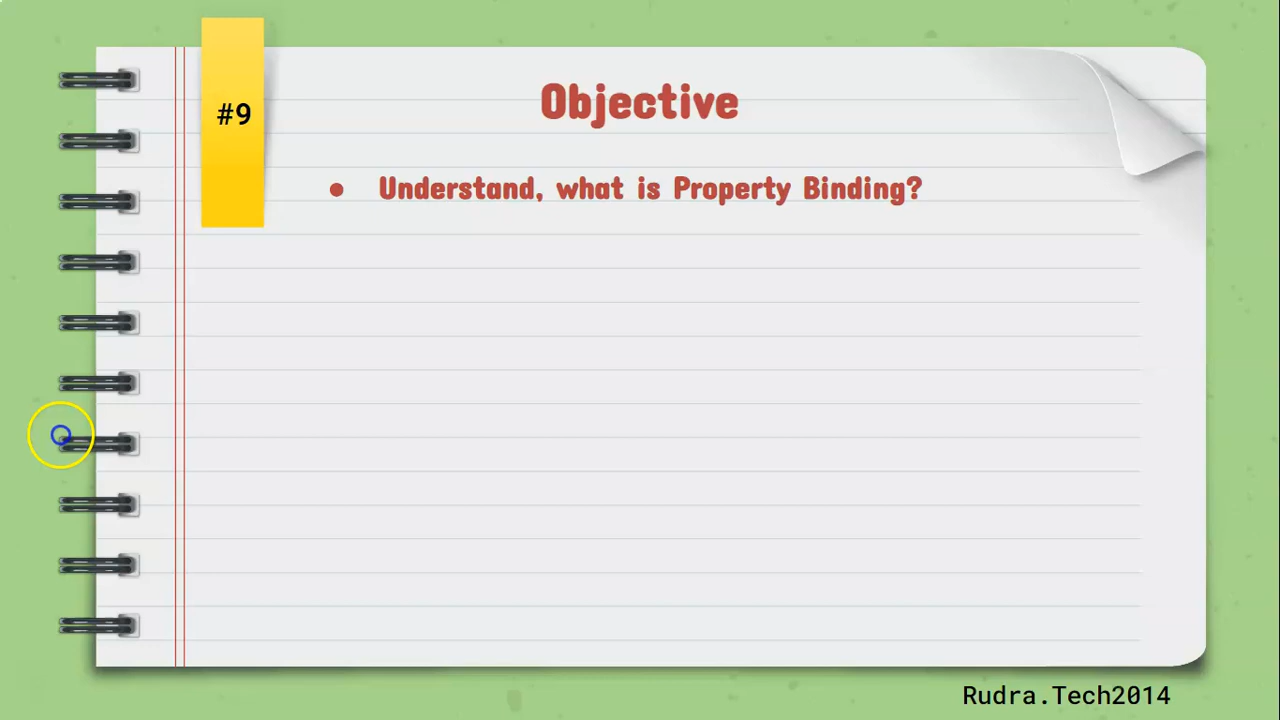 #9
Objective
● Understand, what is Property Binding?
Rudra.Tech2014